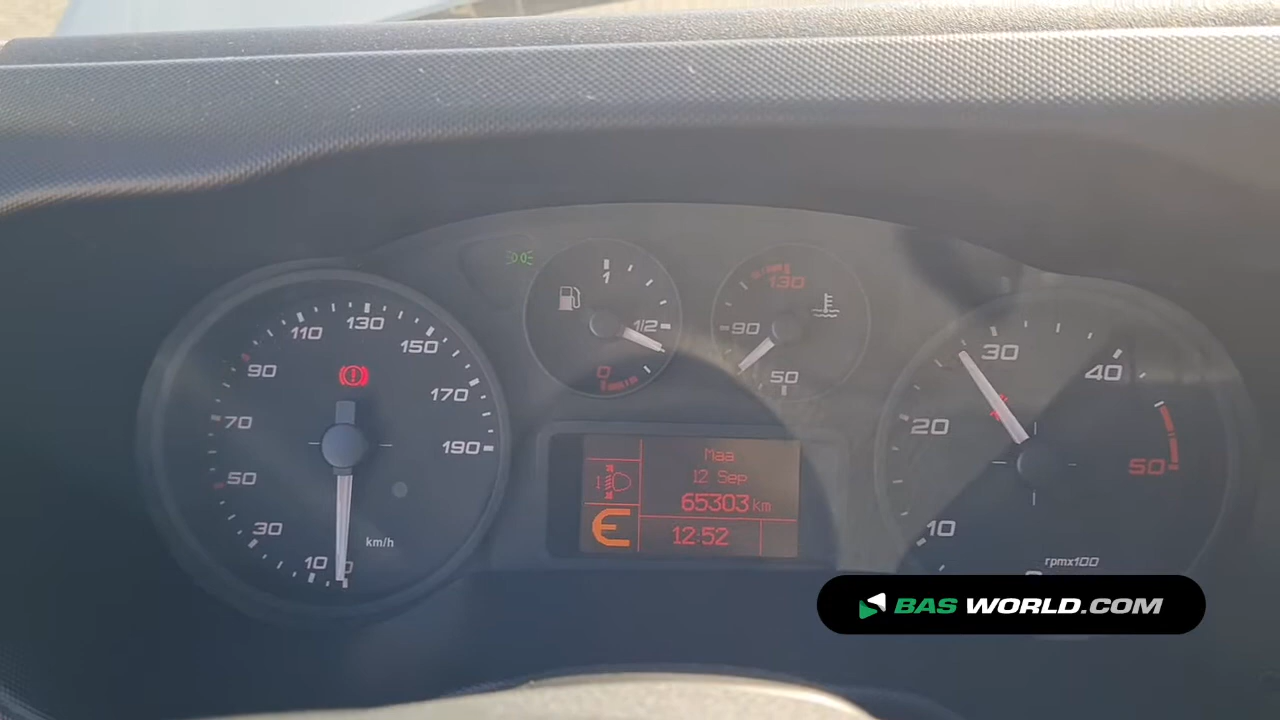 110 130 150
90 170
70 190
50
30
10 0
km/h
1
1/2
0
130
90
50
Maa
12 Sep
65303 km
12:52
30 40
20 50
10
rpmx100
BAS WORLD.COM